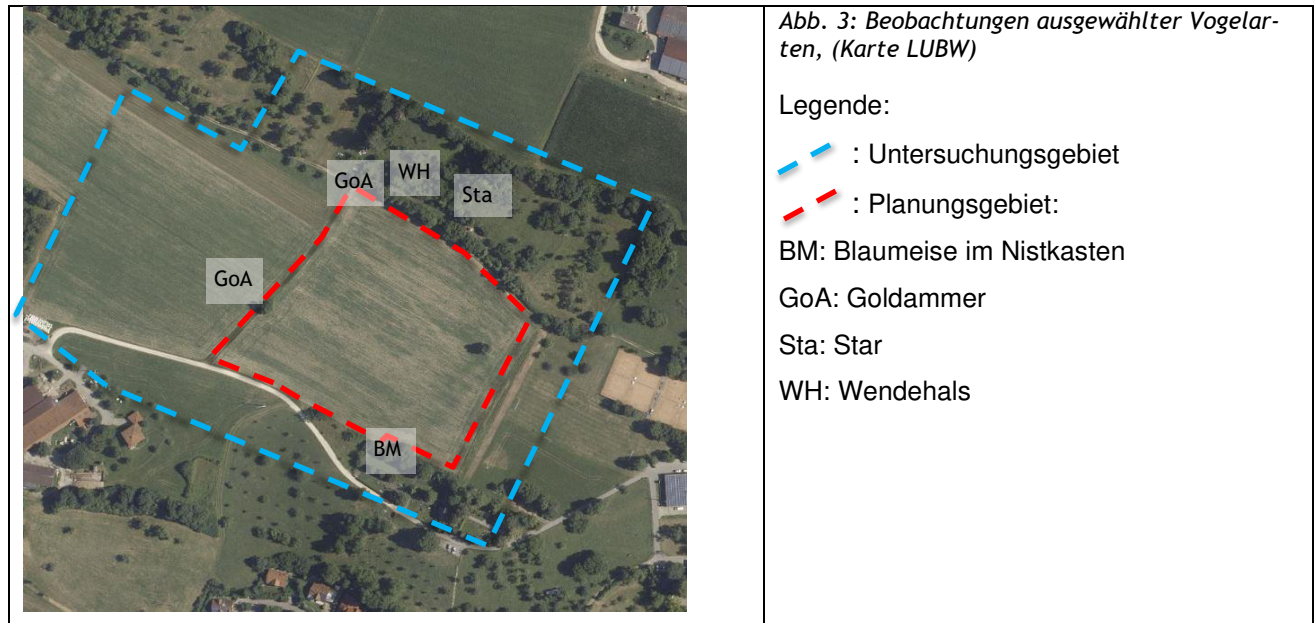 GoA
WH
Sta
GoA
BM
Abb. 3: Beobachtungen ausgewählter Vogelar-
ten, (Karte LUBW)
Legende:
: Untersuchungsgebiet
: Planungsgebiet:
BM: Blaumeise im Nistkasten
GoA: Goldammer
Sta: Star
WH: Wendehals